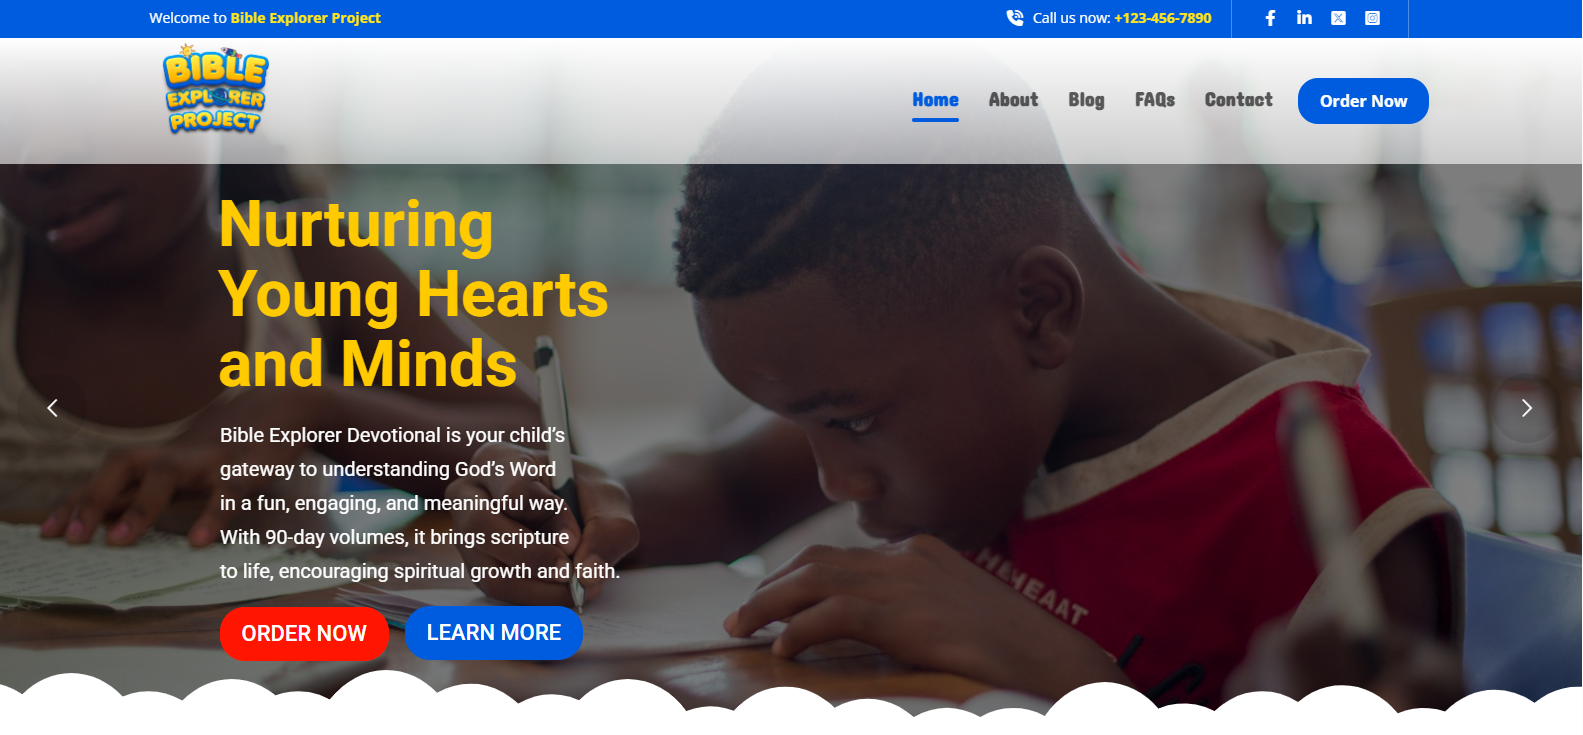 Welcome to Bible Explorer Project
Call us now: +123-456-7890
BIBLE
EXPLORER
PROJECT
Home
About
Blog
FAQs
Contact
Order Now
Nurturing
Young Hearts
and Minds
Bible Explorer Devotional is your child’s
gateway to understanding God’s Word
in a fun, engaging, and meaningful way.
With 90-day volumes, it brings scripture
to life, encouraging spiritual growth and faith.
ORDER NOW
LEARN MORE